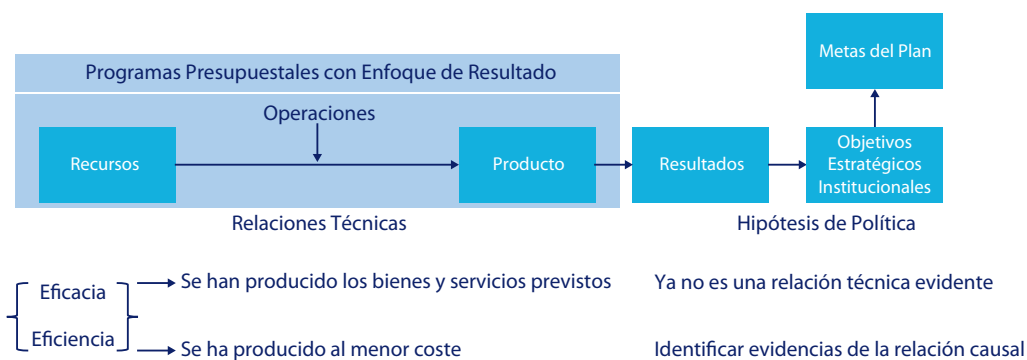 Metas del Plan
Programas Presupuestales con Enfoque de Resultado
Operaciones
Recursos
Producto
Resultados
Objetivos
Estratégicos
Institucionales
Relaciones Técnicas
Hipótesis de Política
Eficacia
Se han producido los bienes y servicios previstos
Ya no es una relación técnica evidente
Eficiencia
Se ha producido al menor coste
Identificar evidencias de la relación causal